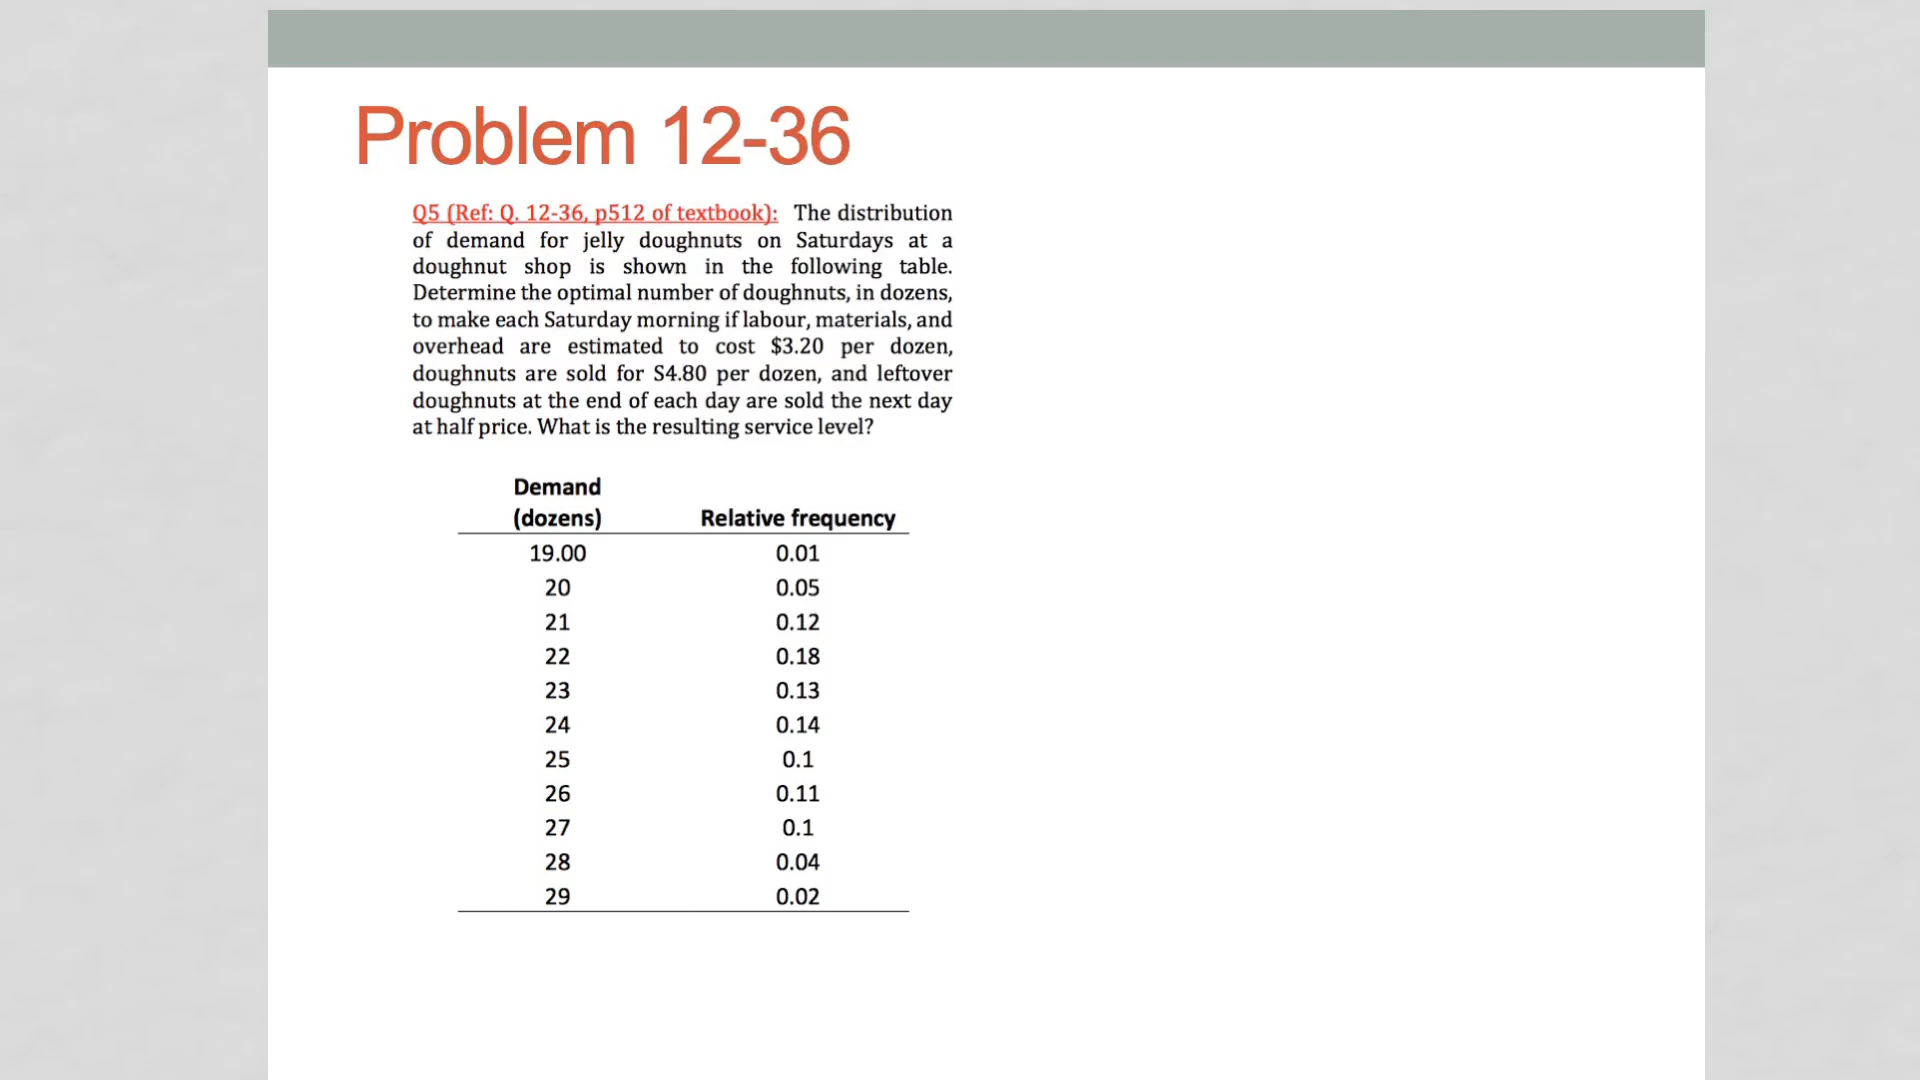 Problem 12-36
Q5 (Ref: Q. 12-36, p512 of textbook): The distribution
of demand for jelly doughnuts on Saturdays at a
doughnut shop is shown in the following table.
Determine the optimal number of doughnuts, in dozens,
to make each Saturday morning if labour, materials, and
overhead are estimated to cost $3.20 per dozen,
doughnuts are sold for S4.80 per dozen, and leftover
doughnuts at the end of each day are sold the next day
at half price. What is the resulting service level?
Demand
(dozens) Relative frequency
19.00 0.01
20 0.05
21 0.12
22 0.18
23 0.13
24 0.14
25 0.1
26 0.11
27 0.1
28 0.04
29 0.02